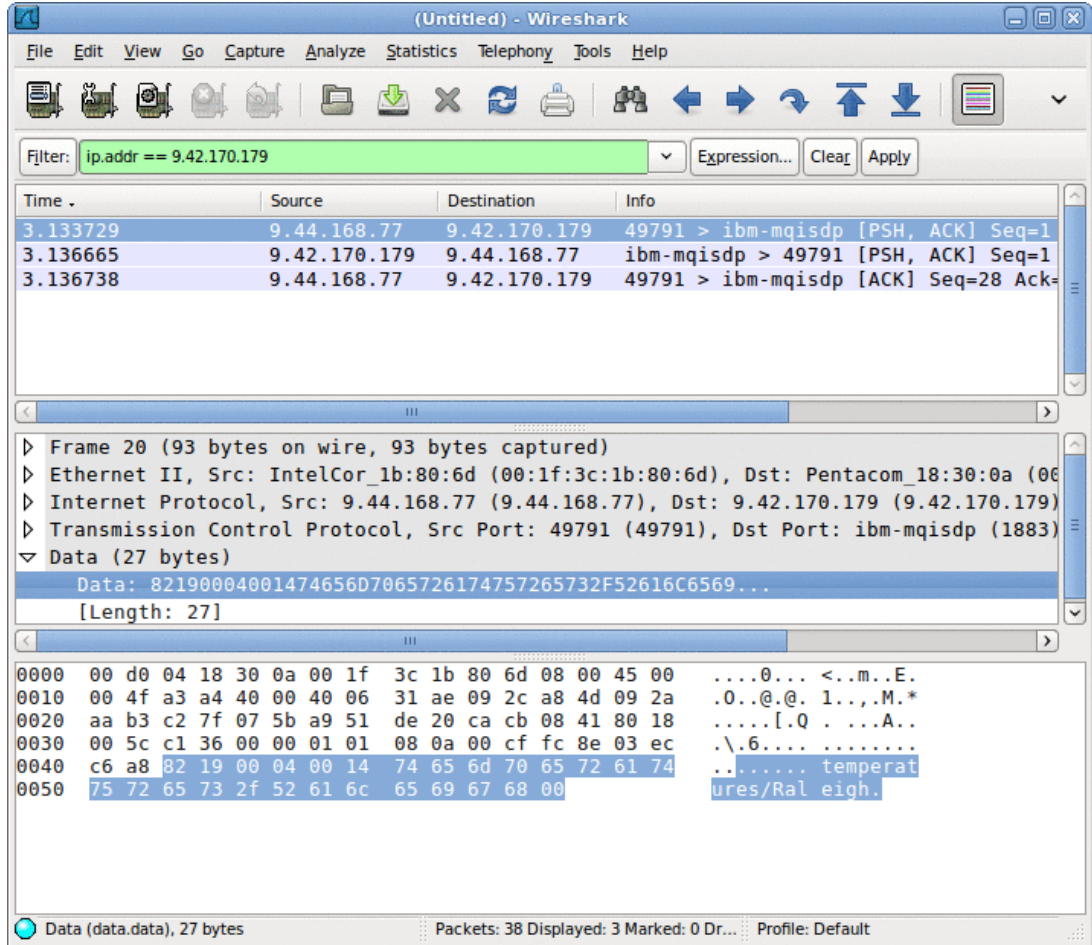 (Untitled) - Wireshark
File Edit View Go Capture Analyze Statistics Telephony Tools Help
Filter: ip.addr == 9.42.170.179 Expression... Clear Apply
Time Source Destination Info
3.133729 9.44.168.77 9.42.170.179 49791 > ibm-mqisdp [PSH, ACK] Seq=1
3.136665 9.42.170.179 9.44.168.77 ibm-mqisdp > 49791 [PSH, ACK] Seq=1
3.136738 9.44.168.77 9.42.170.179 49791 > ibm-mqisdp [ACK] Seq=28 Ack=
Frame 20 (93 bytes on wire, 93 bytes captured)
Ethernet II, Src: IntelCor_1b:80:6d (00:1f:3c:1b:80:6d), Dst: Pentacom_18:30:0a (00
Internet Protocol, Src: 9.44.168.77 (9.44.168.77), Dst: 9.42.170.179 (9.42.170.179)
Transmission Control Protocol, Src Port: 49791 (49791), Dst Port: ibm-mqisdp (1883)
Data (27 bytes)
Data: 82190004001474656D7065726174757265732F52616C6569...
[Length: 27]
0000 00 d0 04 18 30 0a 00 1f 3c 1b 80 6d 08 00 45 00 ....0... <..m..E.
0010 00 4f a3 a4 40 00 40 06 31 ae 09 2c a8 4d 09 2a .O..@.@. 1..,.M.*
0020 aa b3 c2 7f 07 5b a9 51 de 20 ca cb 08 41 80 18 .....[.Q . ...A..
0030 00 5c c1 36 00 00 01 01 08 0a 00 cf fc 8e 03 ec .\.6.... ........
0040 c6 a8 82 19 00 04 00 14 74 65 6d 70 65 72 61 74 ........ temperat
0050 75 72 65 73 2f 52 61 6c 65 69 67 68 00 ures/Ral eigh.
Data (data.data), 27 bytes Packets: 38 Displayed: 3 Marked: 0 Dr... Profile: Default